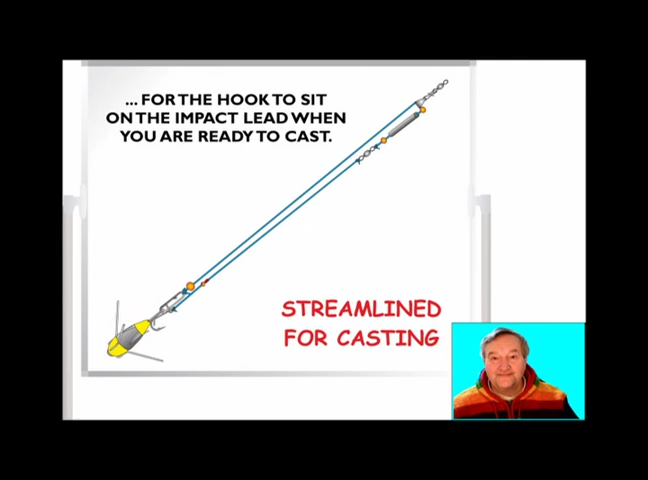 ... FOR THE HOOK TO SIT
ON THE IMPACT LEAD WHEN
YOU ARE READY TO CAST.
STREAMLINED
FOR CASTING